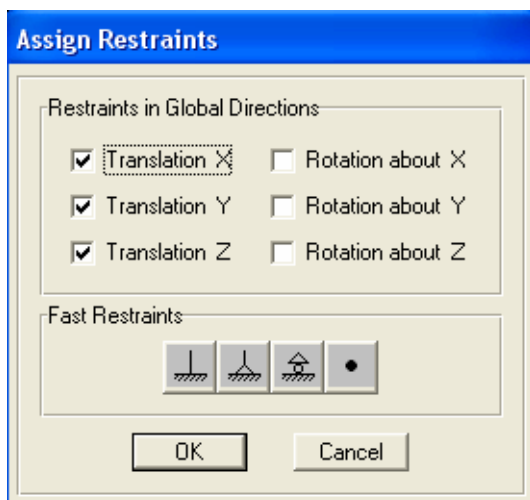 Assign Restraints
Restraints in Global Directions
Translation X Rotation about X
Translation Y Rotation about Y
Translation Z Rotation about Z
Fast Restraints
OK Cancel